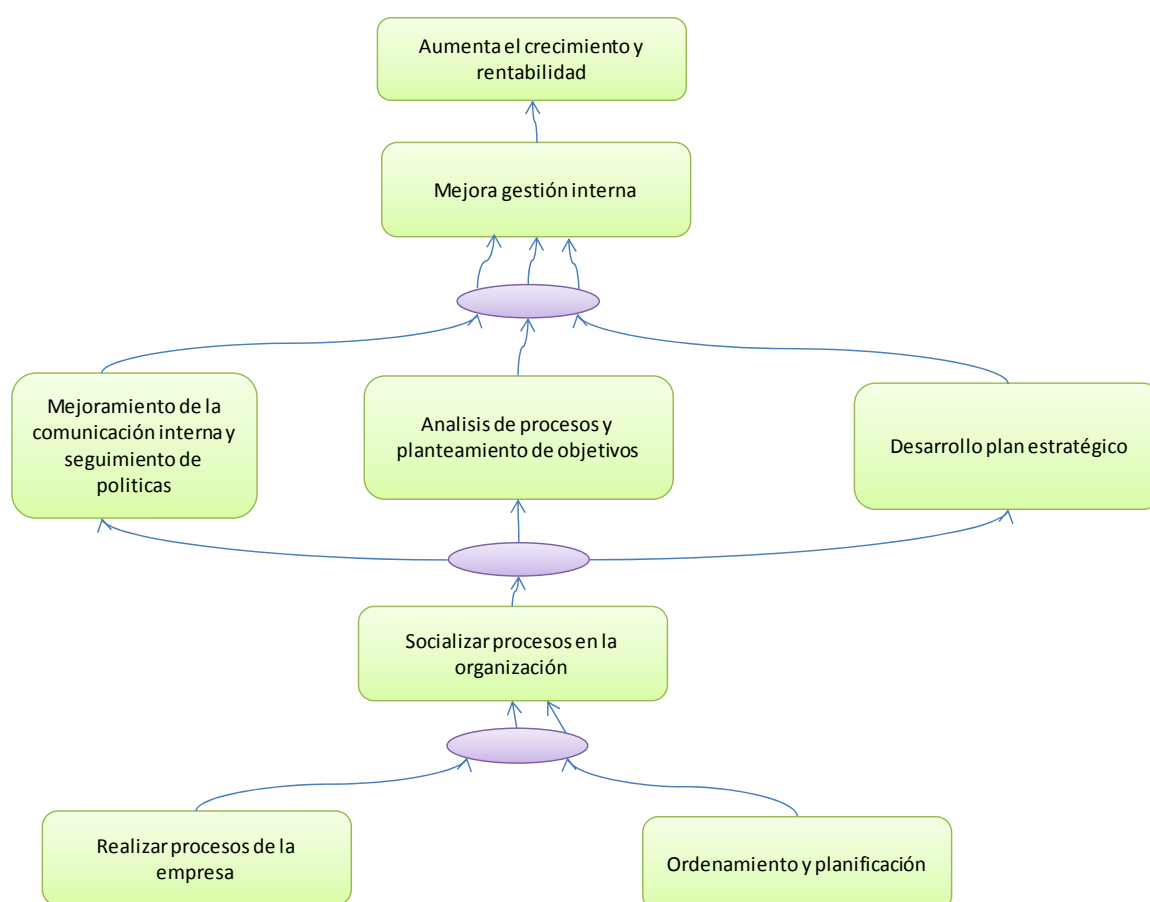 Aumenta el crecimiento y
rentabilidad
Mejora gestión interna
Mejoramiento de la
comunicación interna y
seguimiento de
politicas
Analisis de procesos y
planteamiento de objetivos
Desarrollo plan estratégico
Socializar procesos en la
organización
Realizar procesos de la
empresa
Ordenamiento y planificación